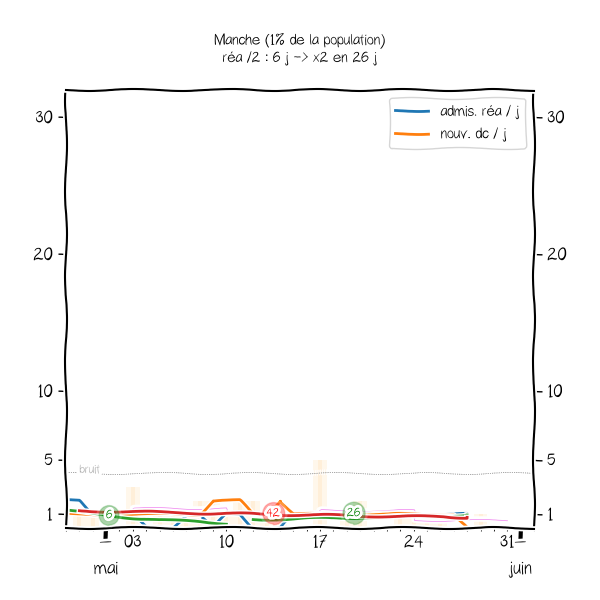 Manche (1% de la population)
réa /2 : 6 j -> x2 en 26 j
admis. réa / j
nouv. dc / j
30
30
20
20
10
10
5
5
bruit
1
1
6
42
26
03
10
17
24
31
mai
juin